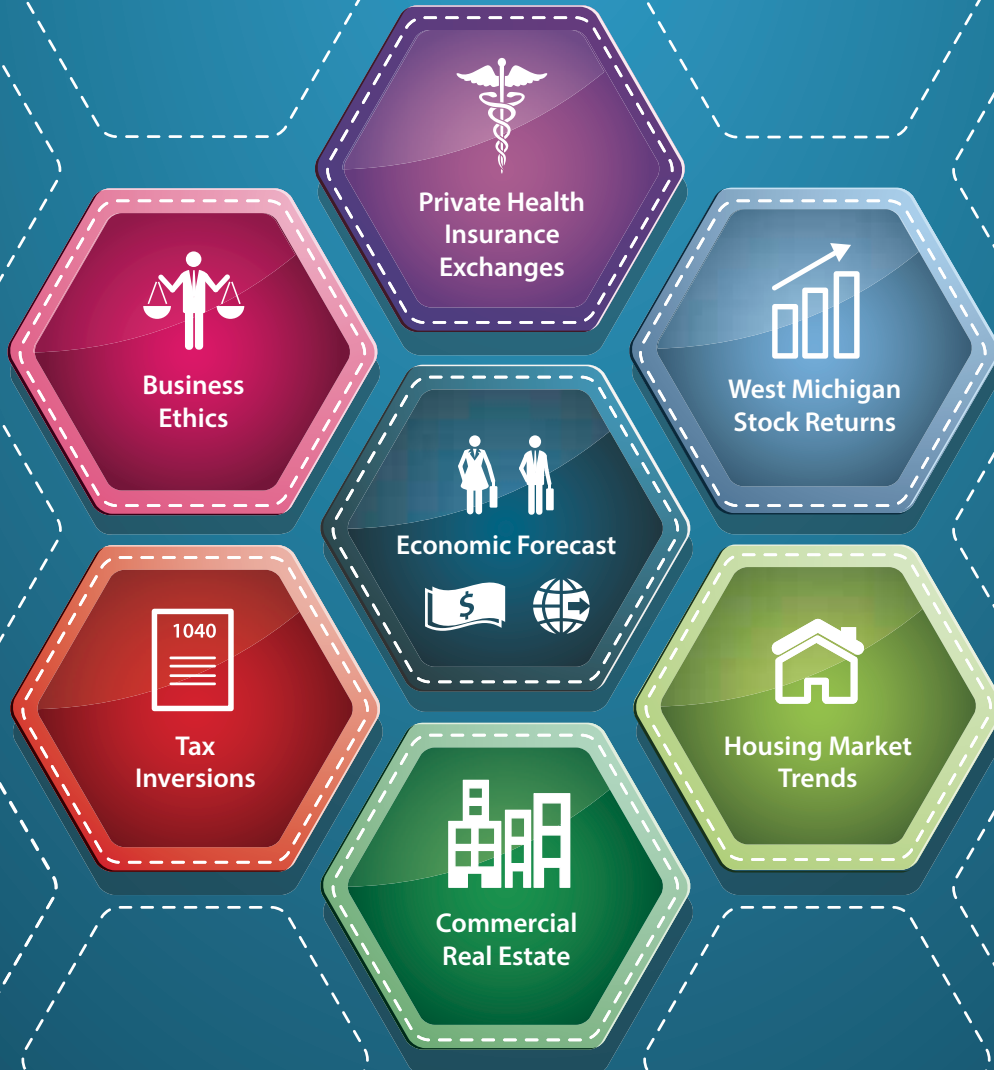 Private Health
Insurance
Exchanges
Business
Ethics
West Michigan
Stock Returns
Economic Forecast
$
1040
Tax
Inversions
Housing Market
Trends
Commercial
Real Estate